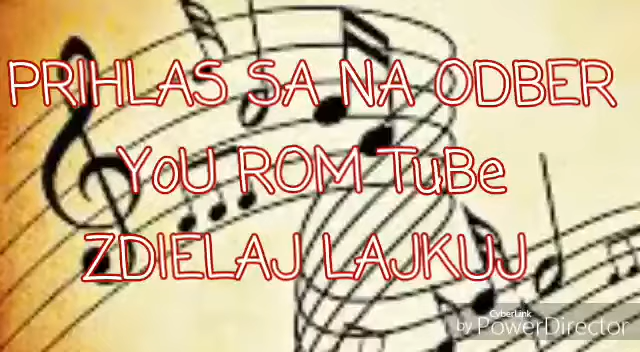 PRIHLAS SA NA ODBER
YoU ROM TuBe
ZDIELAJ LAJKUJ
CyberLink
by PowerDirector